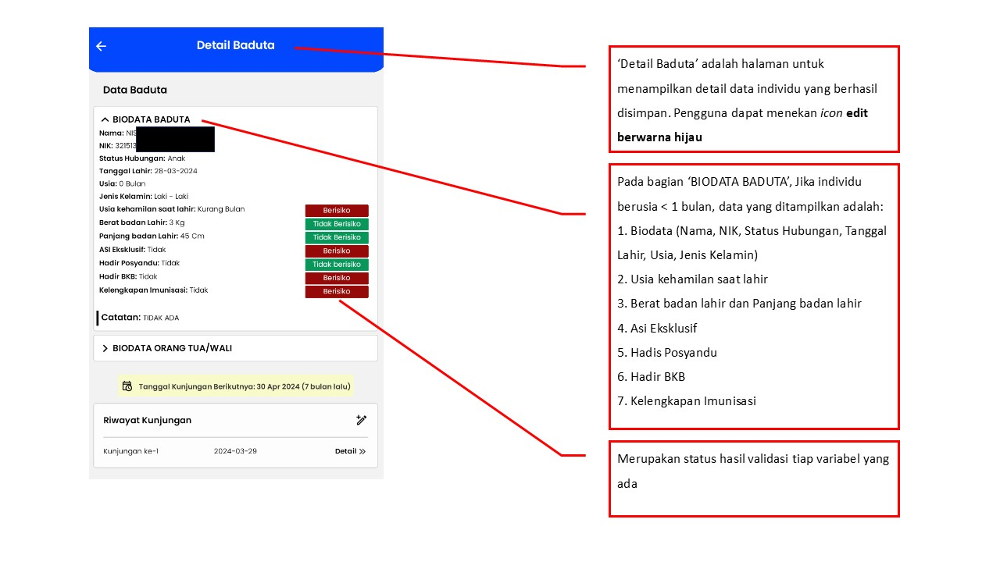 Detail Baduta
Data Baduta
BIODATA BADUTA
Nama:
NIK:
Status Hubungan: Anak
Tanggal Lahir: 28-03-2024
Usia: 0 Bulan
Jenis Kelamin: Laki - Laki
Usia kehamilan saat lahir: Kurang Bulan Berisiko
Berat badan Lahir: 3 Kg Tidak Berisiko
Panjang badan Lahir: 45 Cm Tidak Berisiko
ASI Eksklusif: Tidak Berisiko
Hadir Posyandu: Tidak Tidak berisiko
Hadir BKB: Tidak Berisiko
Kelengkapan Imunisasi: Tidak Berisiko
Catatan: TIDAK ADA
BIODATA ORANG TUA/WALI
Tanggal Kunjungan Berikutnya: 30 Apr 2024 (7 bulan lalu)
Riwayat Kunjungan
Kunjungan ke-1 2024-03-29 Detail
‘Detail Baduta’ adalah halaman untuk
menampilkan detail data individu yang berhasil
disimpan. Pengguna dapat menekan icon edit
berwarna hijau
Pada bagian ‘BIODATA BADUTA’, Jika individu
berusia < 1 bulan, data yang ditampilkan adalah:
1. Biodata (Nama, NIK, Status Hubungan, Tanggal
Lahir, Usia, Jenis Kelamin)
2. Usia kehamilan saat lahir
3. Berat badan lahir dan Panjang badan lahir
4. Asi Eksklusif
5. Hadis Posyandu
6. Hadir BKB
7. Kelengkapan Imunisasi
Merupakan status hasil validasi tiap variabel yang
ada